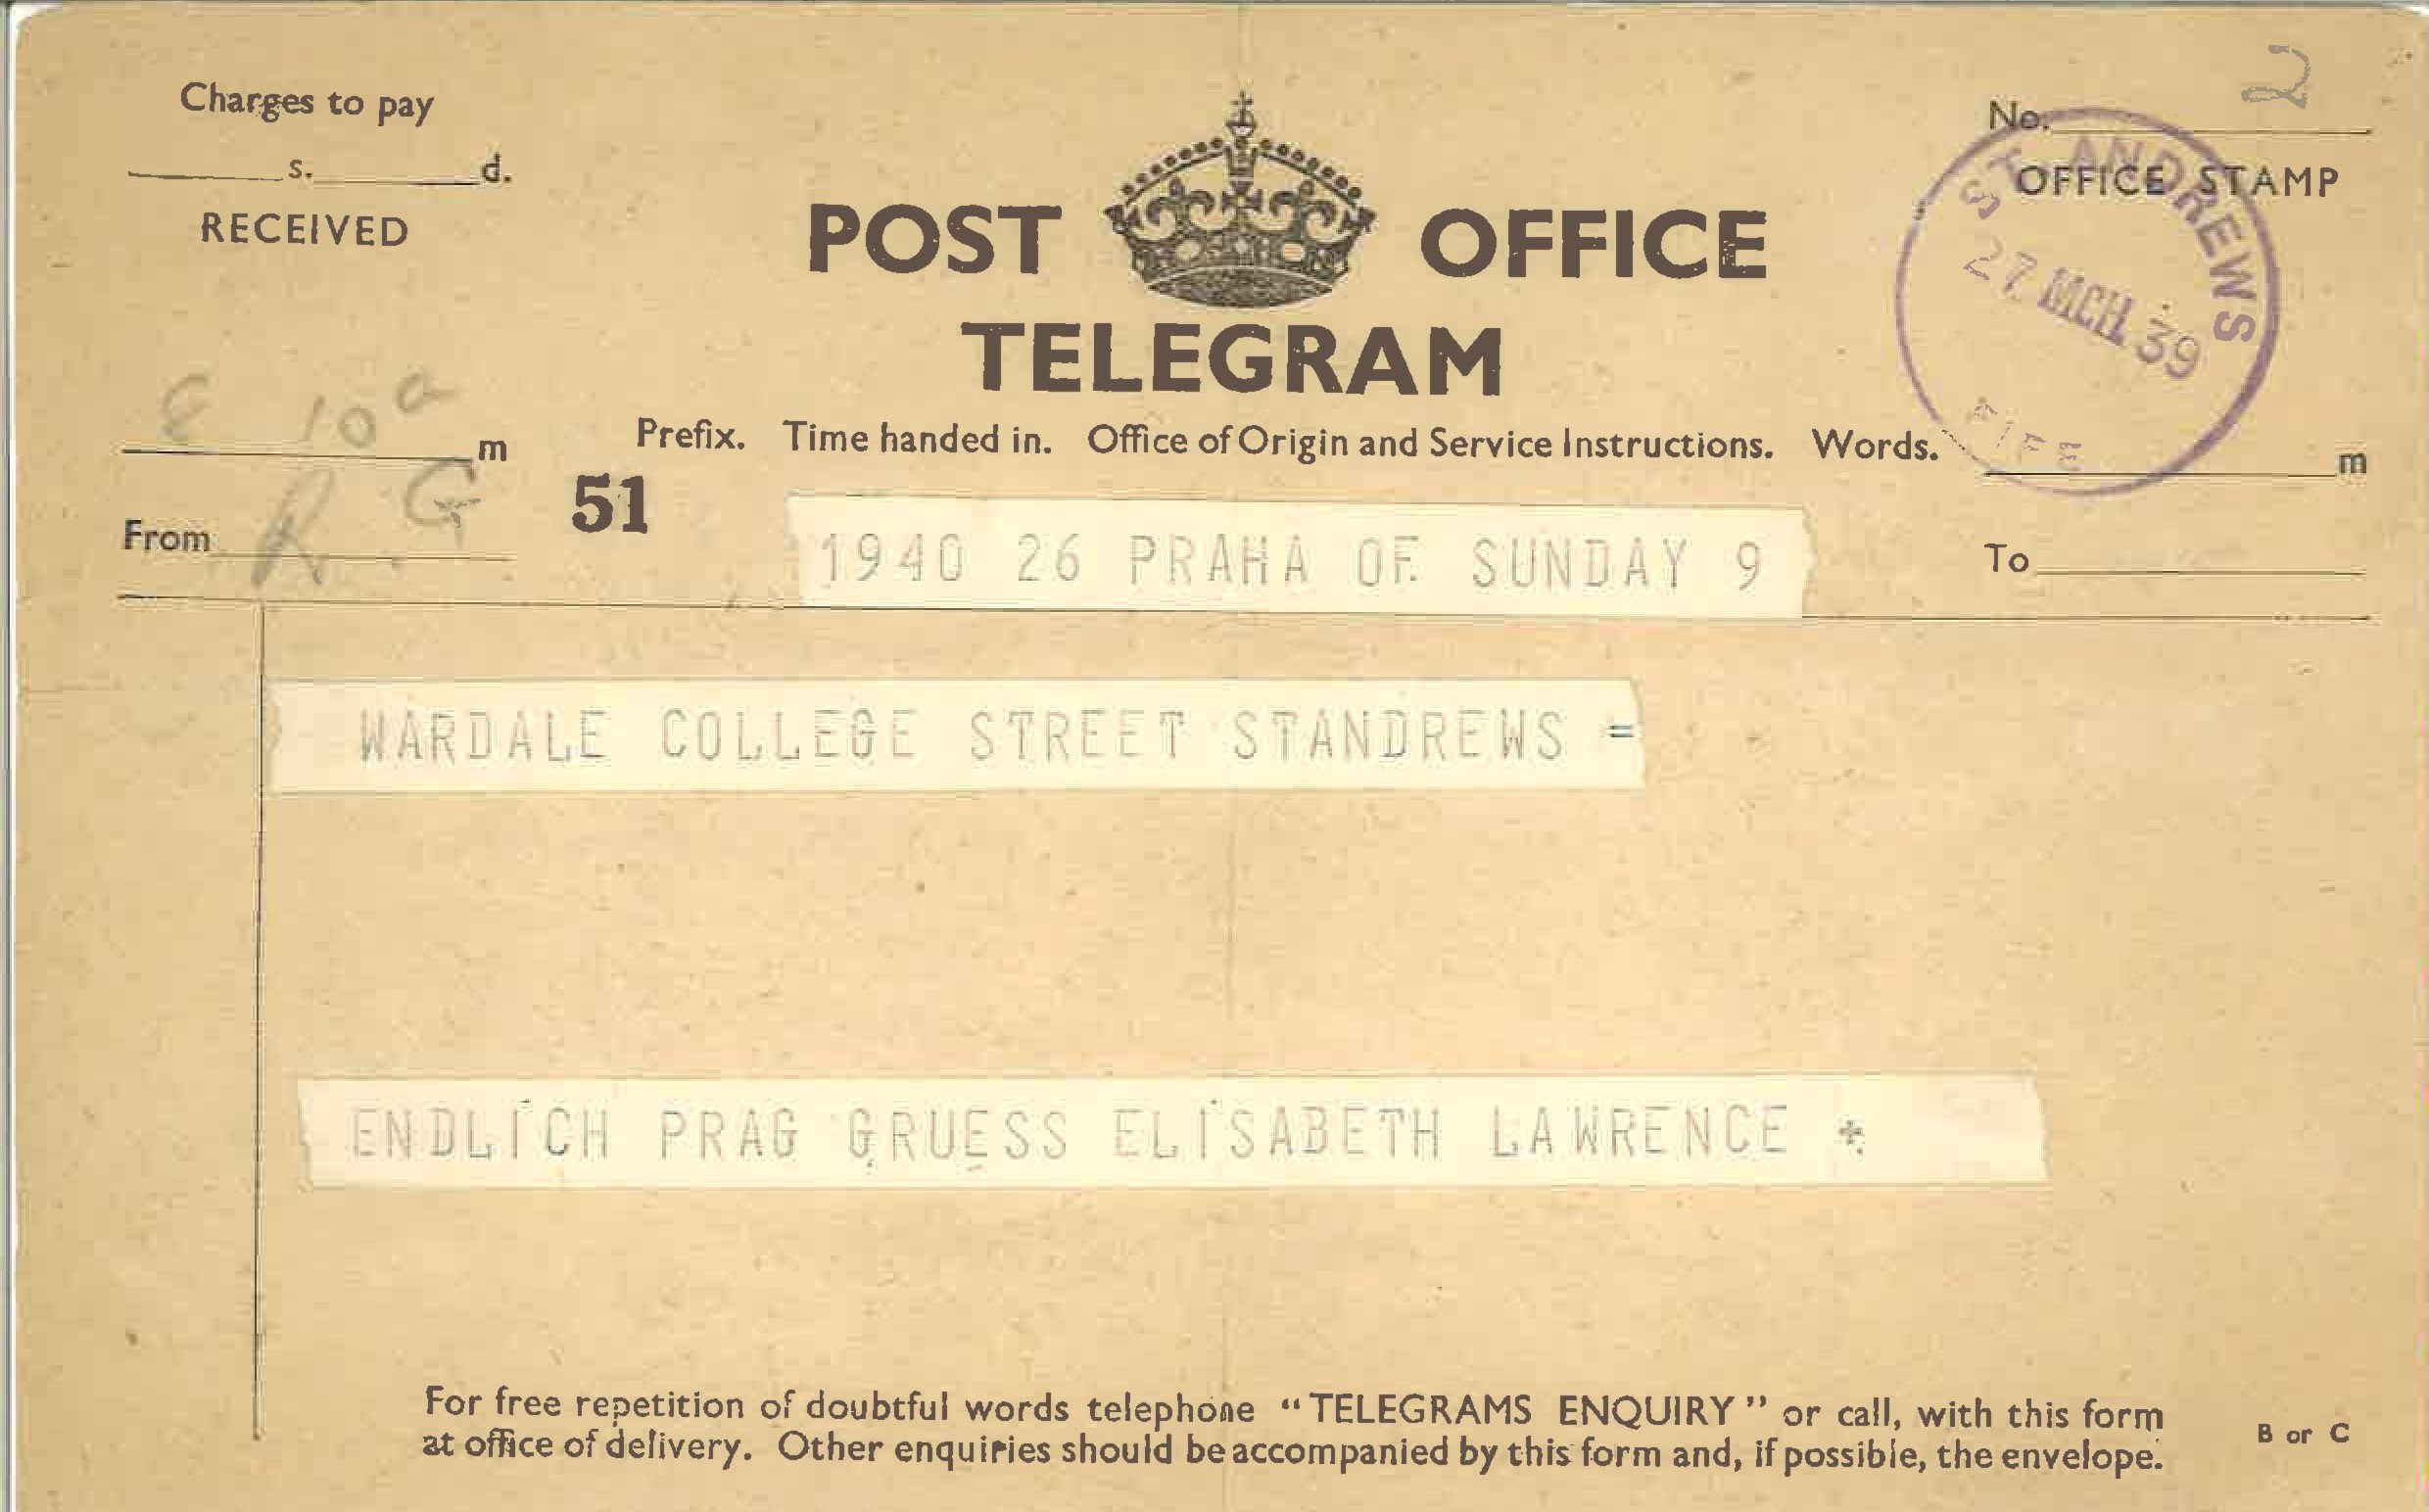 Charges to pay
s. d.
RECEIVED
POST OFFICE
TELEGRAM
No. 2
OFFICE STAMP
ST. ANDREWS
27 MCH 39
FIFE
8 10 a m
Prefix. Time handed in. Office of Origin and Service Instructions. Words.
m
From R. G
51
1940 26 PRAHA OF SUNDAY 9
To
WARDALE COLLEGE STREET STANDREWS =
ENDLICH PRAG GRUESS ELISABETH LAWRENCE +
For free repetition of doubtful words telephone “TELEGRAMS ENQUIRY” or call, with this form
at office of delivery. Other enquiries should be accompanied by this form and, if possible, the envelope.
B or C